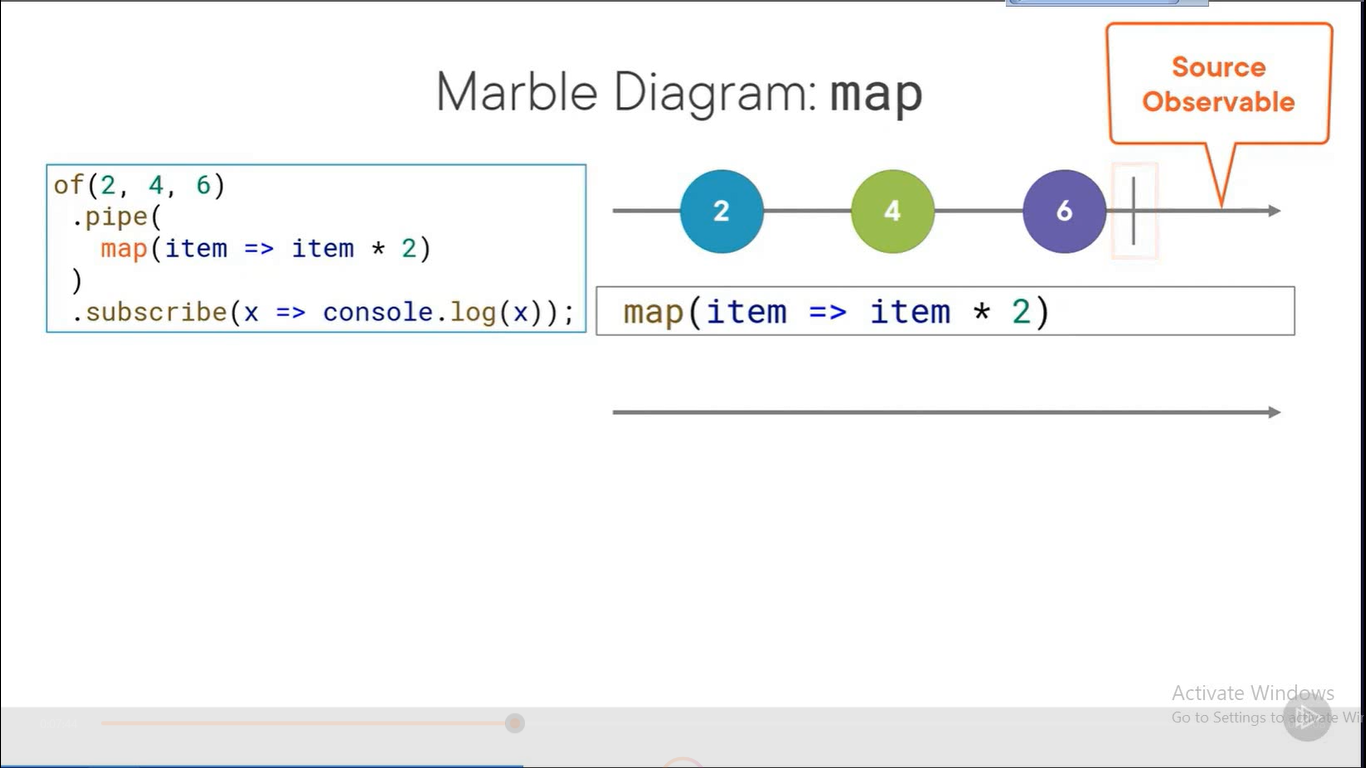 Marble Diagram: map
Source
Observable
of(2, 4, 6)
.pipe(
map(item => item * 2)
)
.subscribe(x => console.log(x));
2
4
6
map(item => item * 2)
Activate Windows
Go to Settings to activate Wi